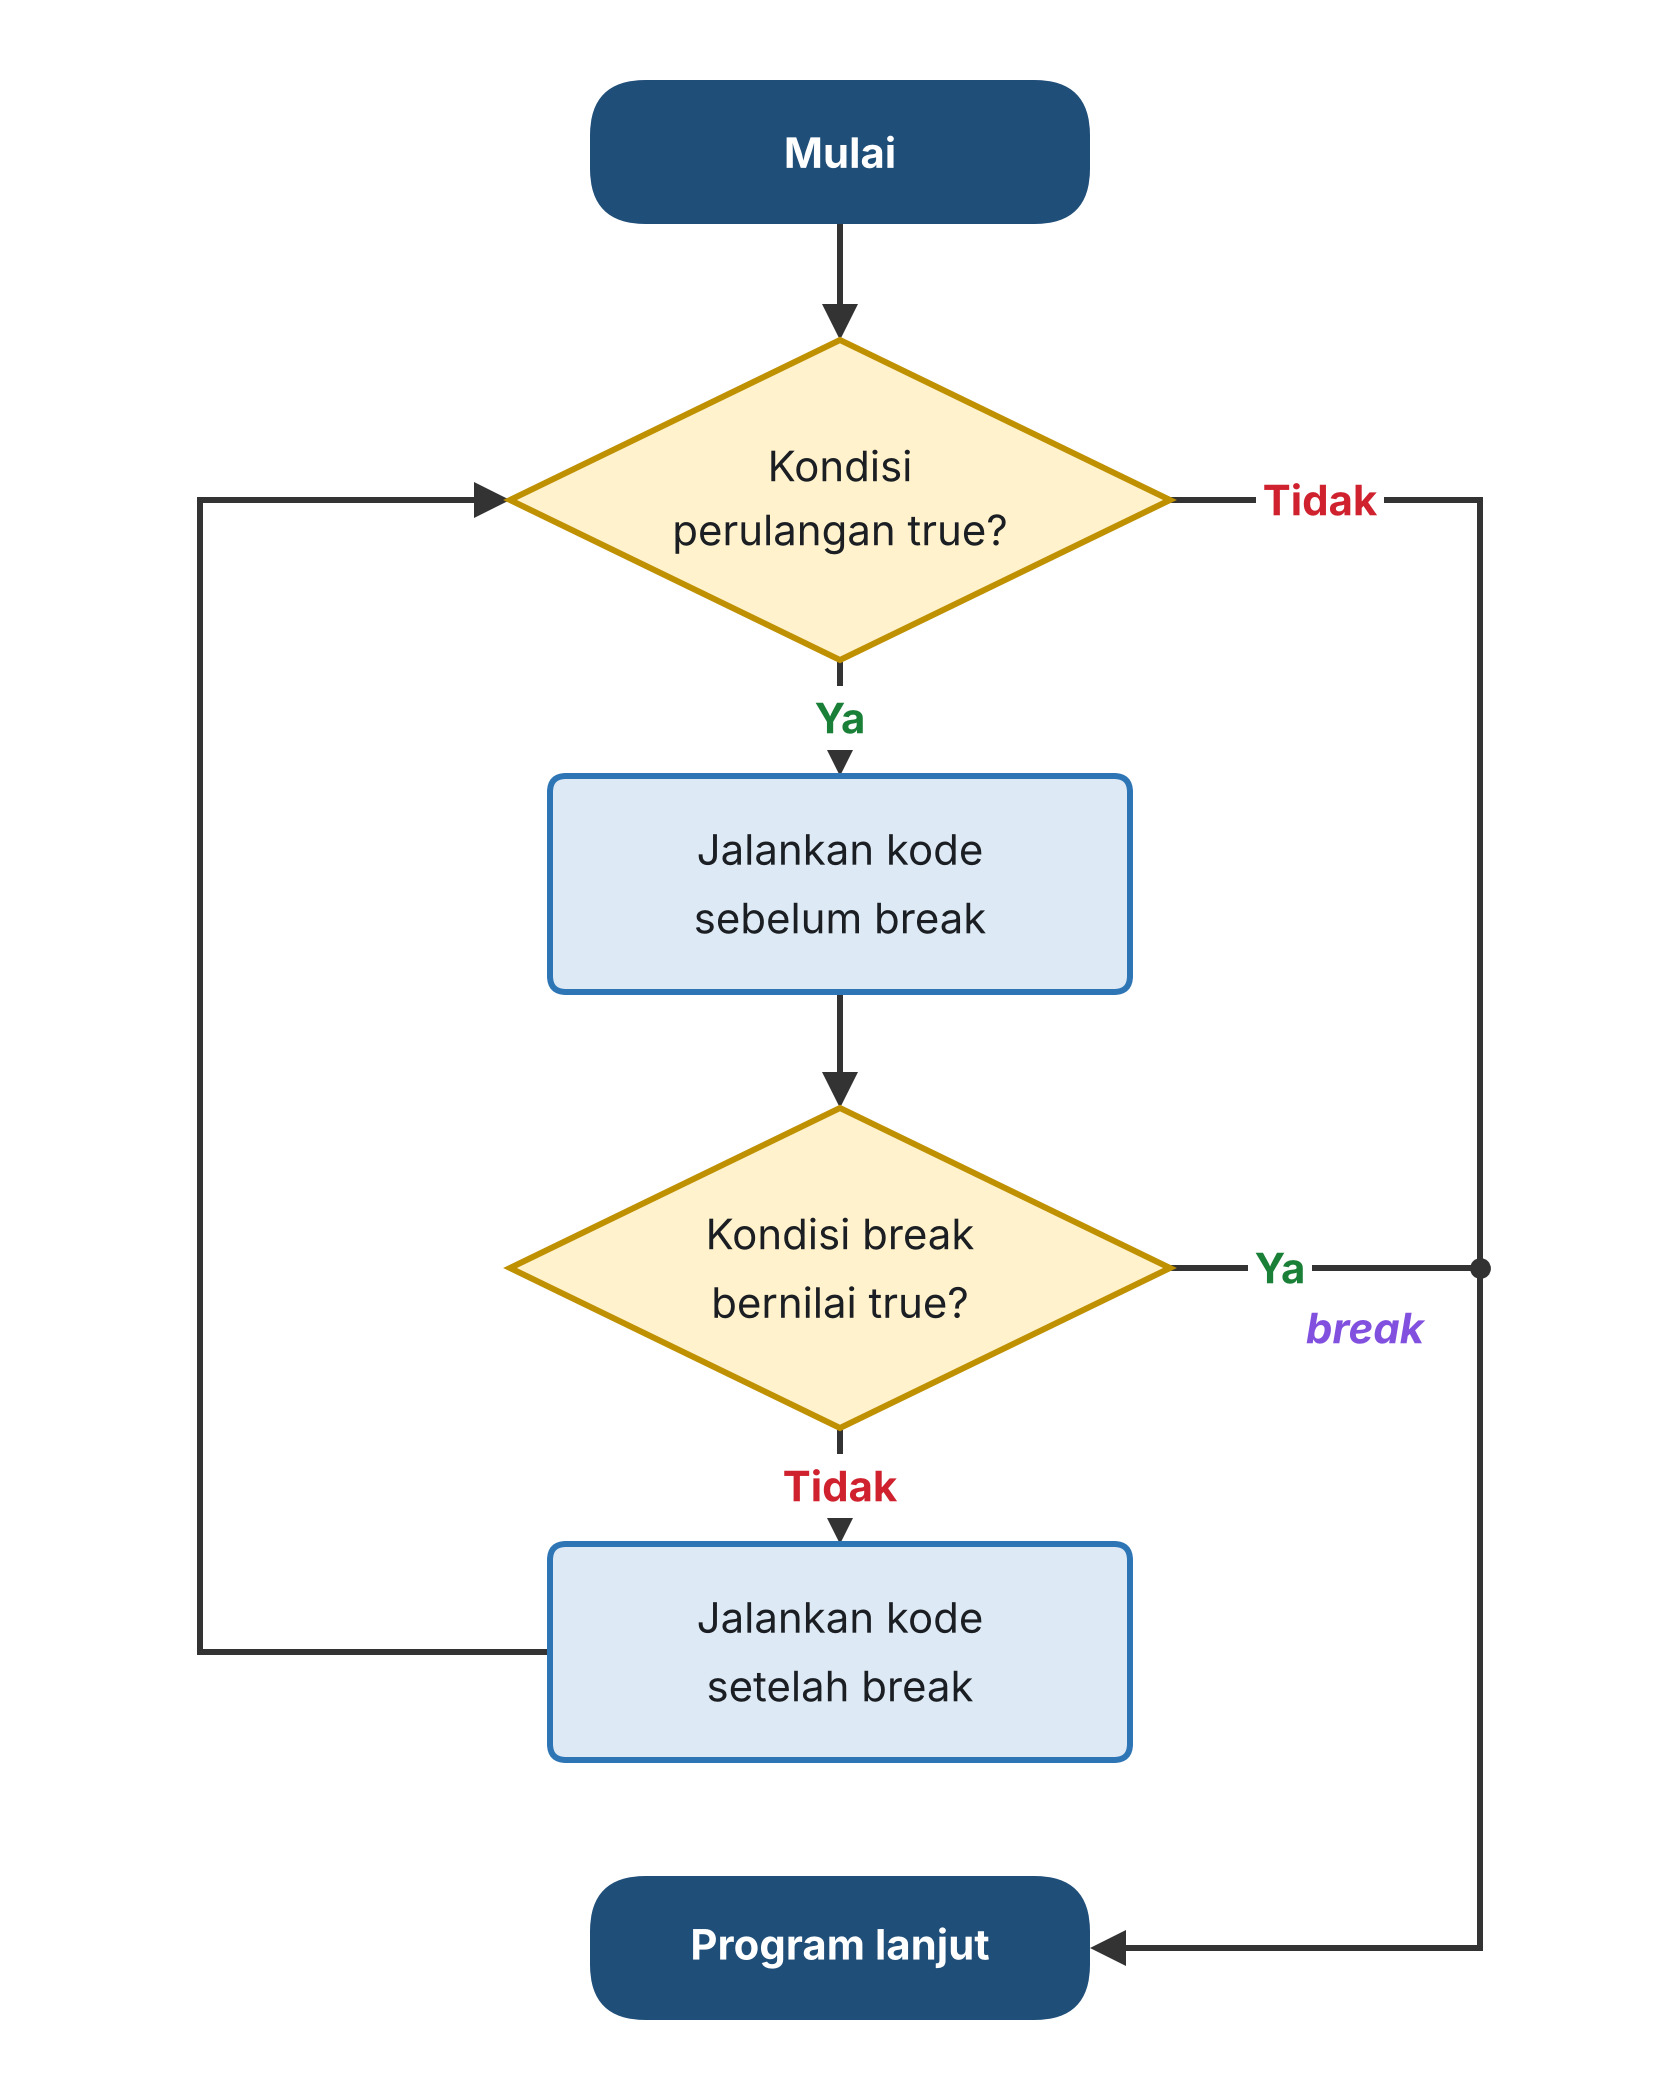 Mulai
Kondisi
perulangan true?
Tidak
Ya
Jalankan kode
sebelum break
Kondisi break
bernilai true?
Ya
break
Tidak
Jalankan kode
setelah break
Program lanjut